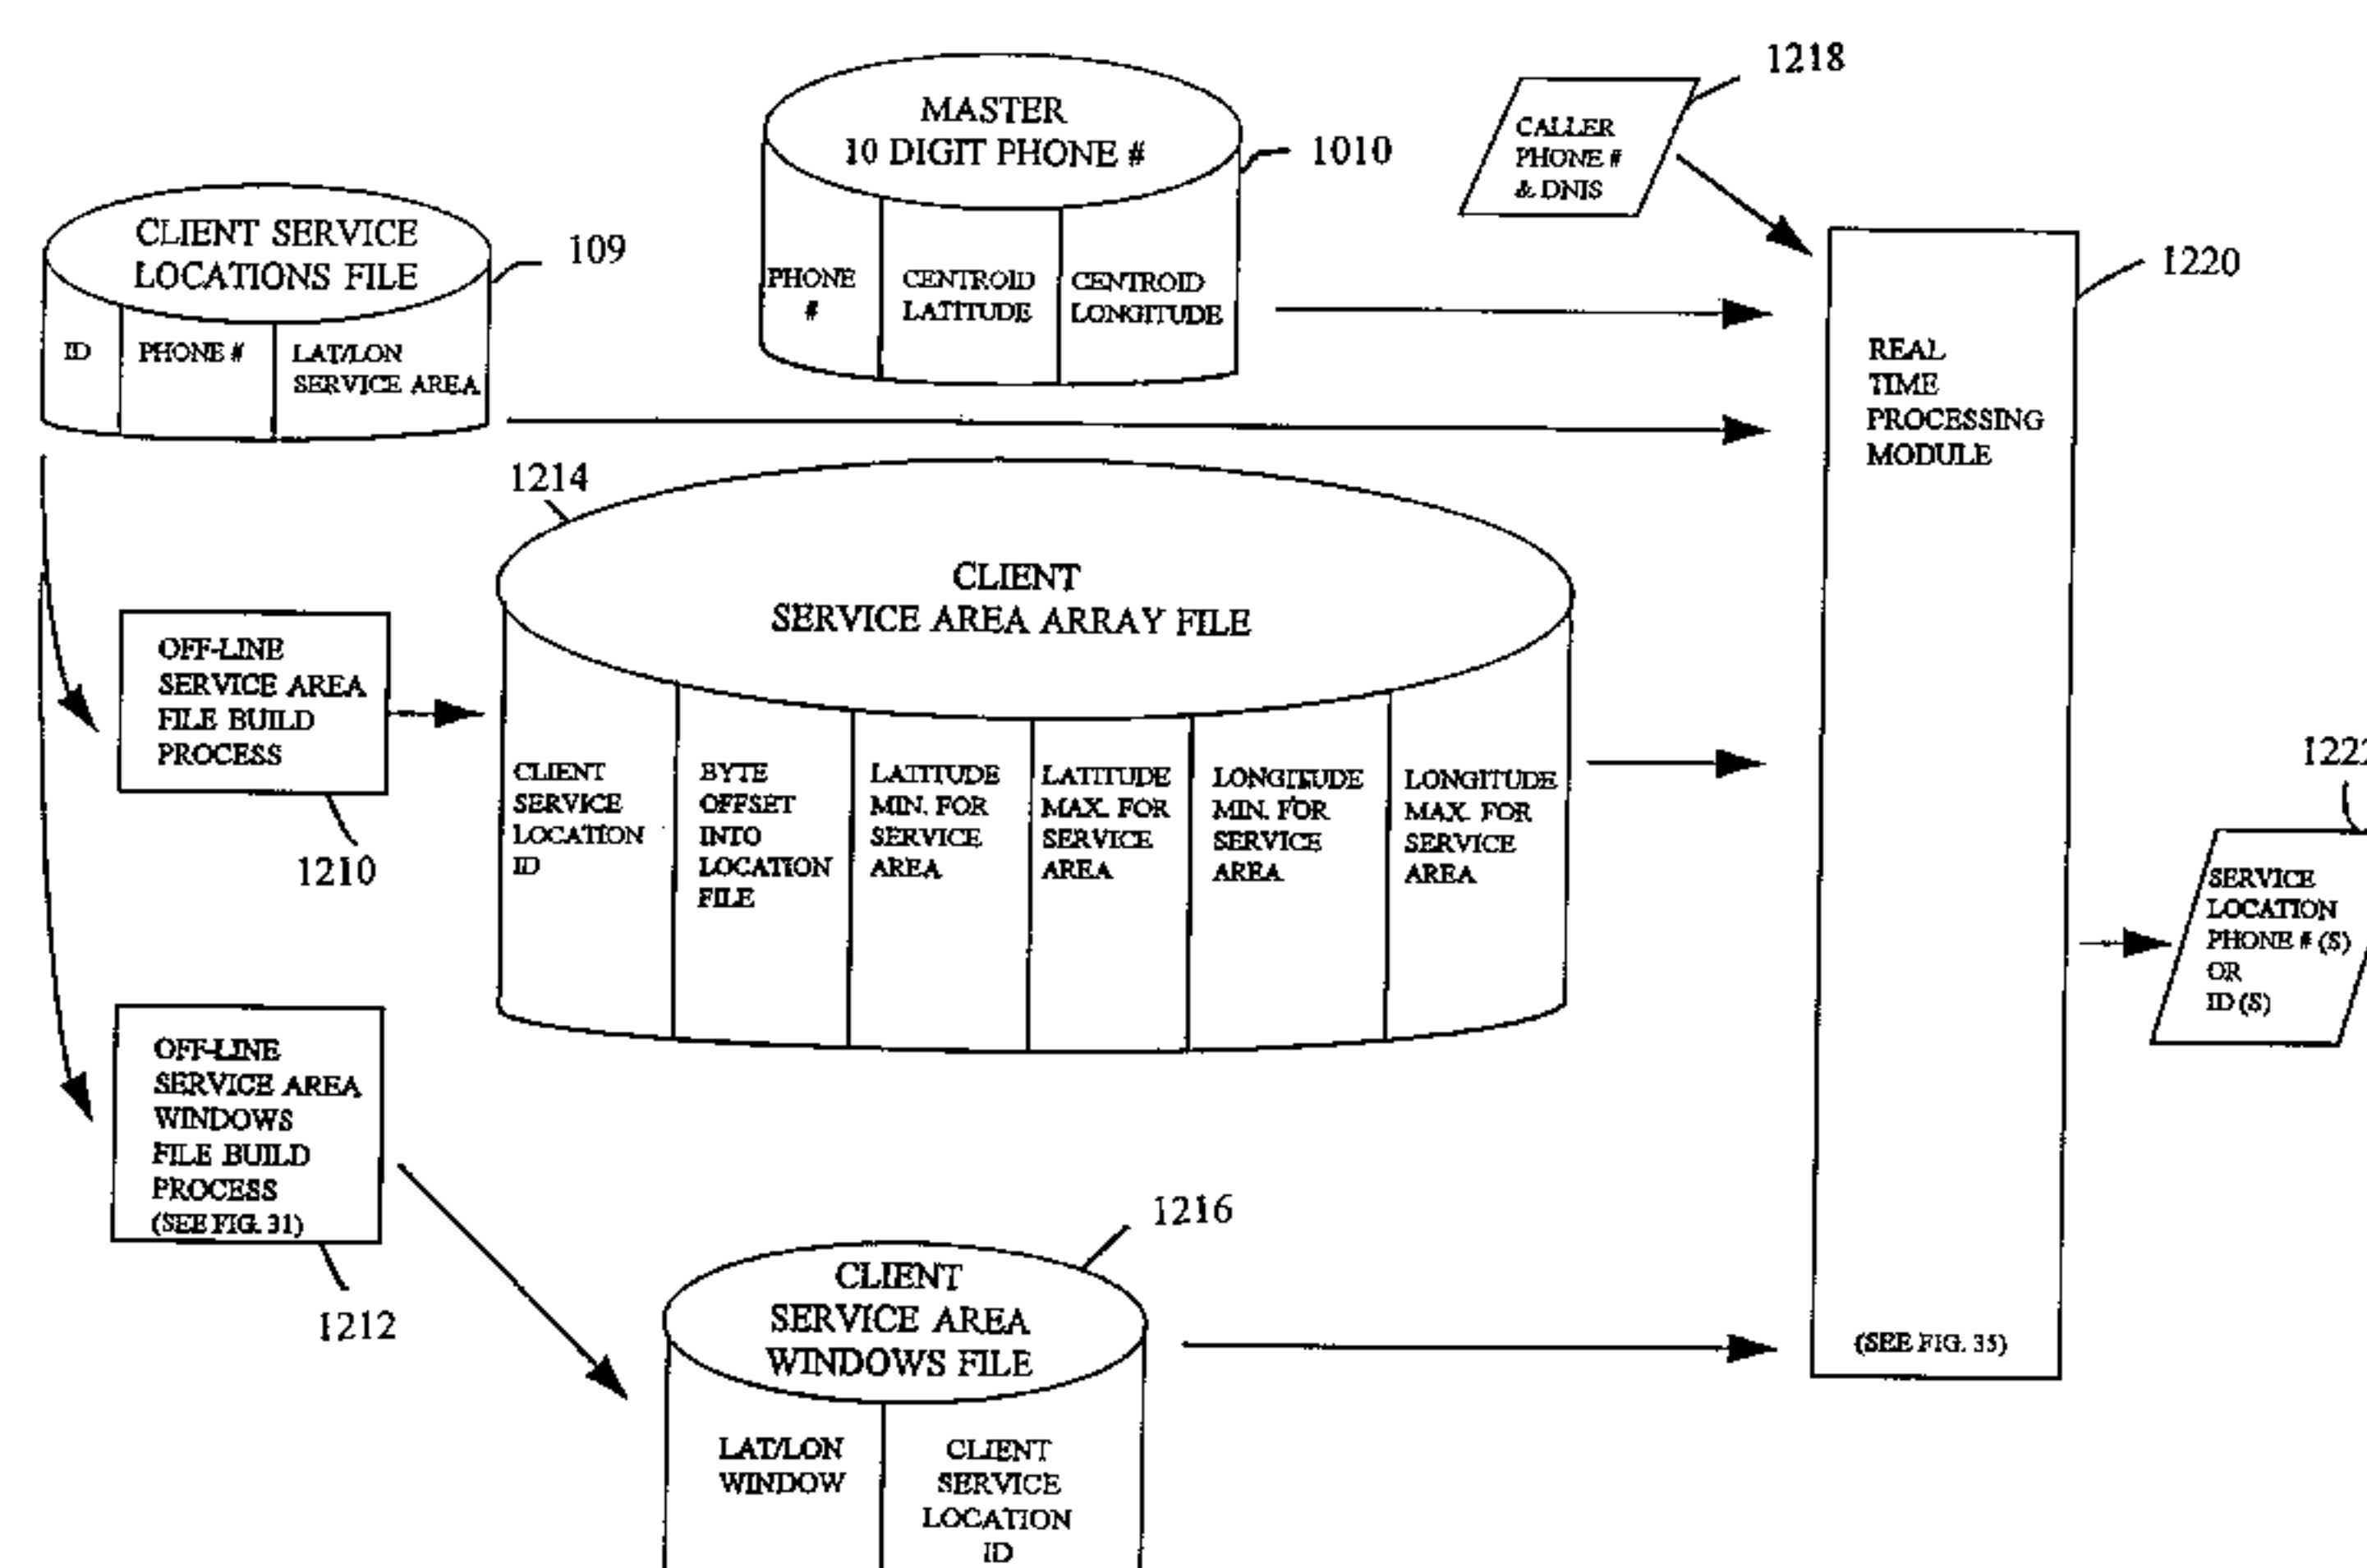 1218
MASTER
10 DIGIT PHONE #
1010
CALLER
PHONE #
& DNIS
CLIENT SERVICE
LOCATIONS FILE
109
ID
PHONE #
LAT/LON
SERVICE AREA
PHONE
#
CENTROID
LATITUDE
CENTROID
LONGITUDE
1220
REAL
TIME
PROCESSING
MODULE
1214
CLIENT
SERVICE AREA ARRAY FILE
OFF-LINE
SERVICE AREA
FILE BUILD
PROCESS
1210
CLIENT
SERVICE
LOCATION
ID
BYTE
OFFSET
INTO
LOCATION
FILE
LATITUDE
MIN. FOR
SERVICE
AREA
LATITUDE
MAX. FOR
SERVICE
AREA
LONGITUDE
MIN. FOR
SERVICE
AREA
LONGITUDE
MAX. FOR
SERVICE
AREA
1222
SERVICE
LOCATION
PHONE # (S)
OR
ID (S)
OFF-LINE
SERVICE AREA
WINDOWS
FILE BUILD
PROCESS
(SEE FIG. 31)
1212
1216
CLIENT
SERVICE AREA
WINDOWS FILE
LAT/LON
WINDOW
CLIENT
SERVICE
LOCATION
ID
(SEE FIG. 35)